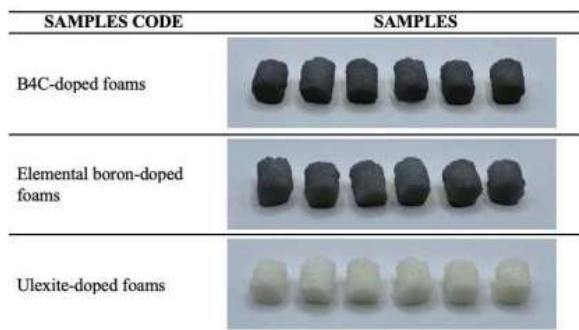 SAMPLES CODE SAMPLES
B4C-doped foams
Elemental boron-doped
foams
Ulexite-doped foams